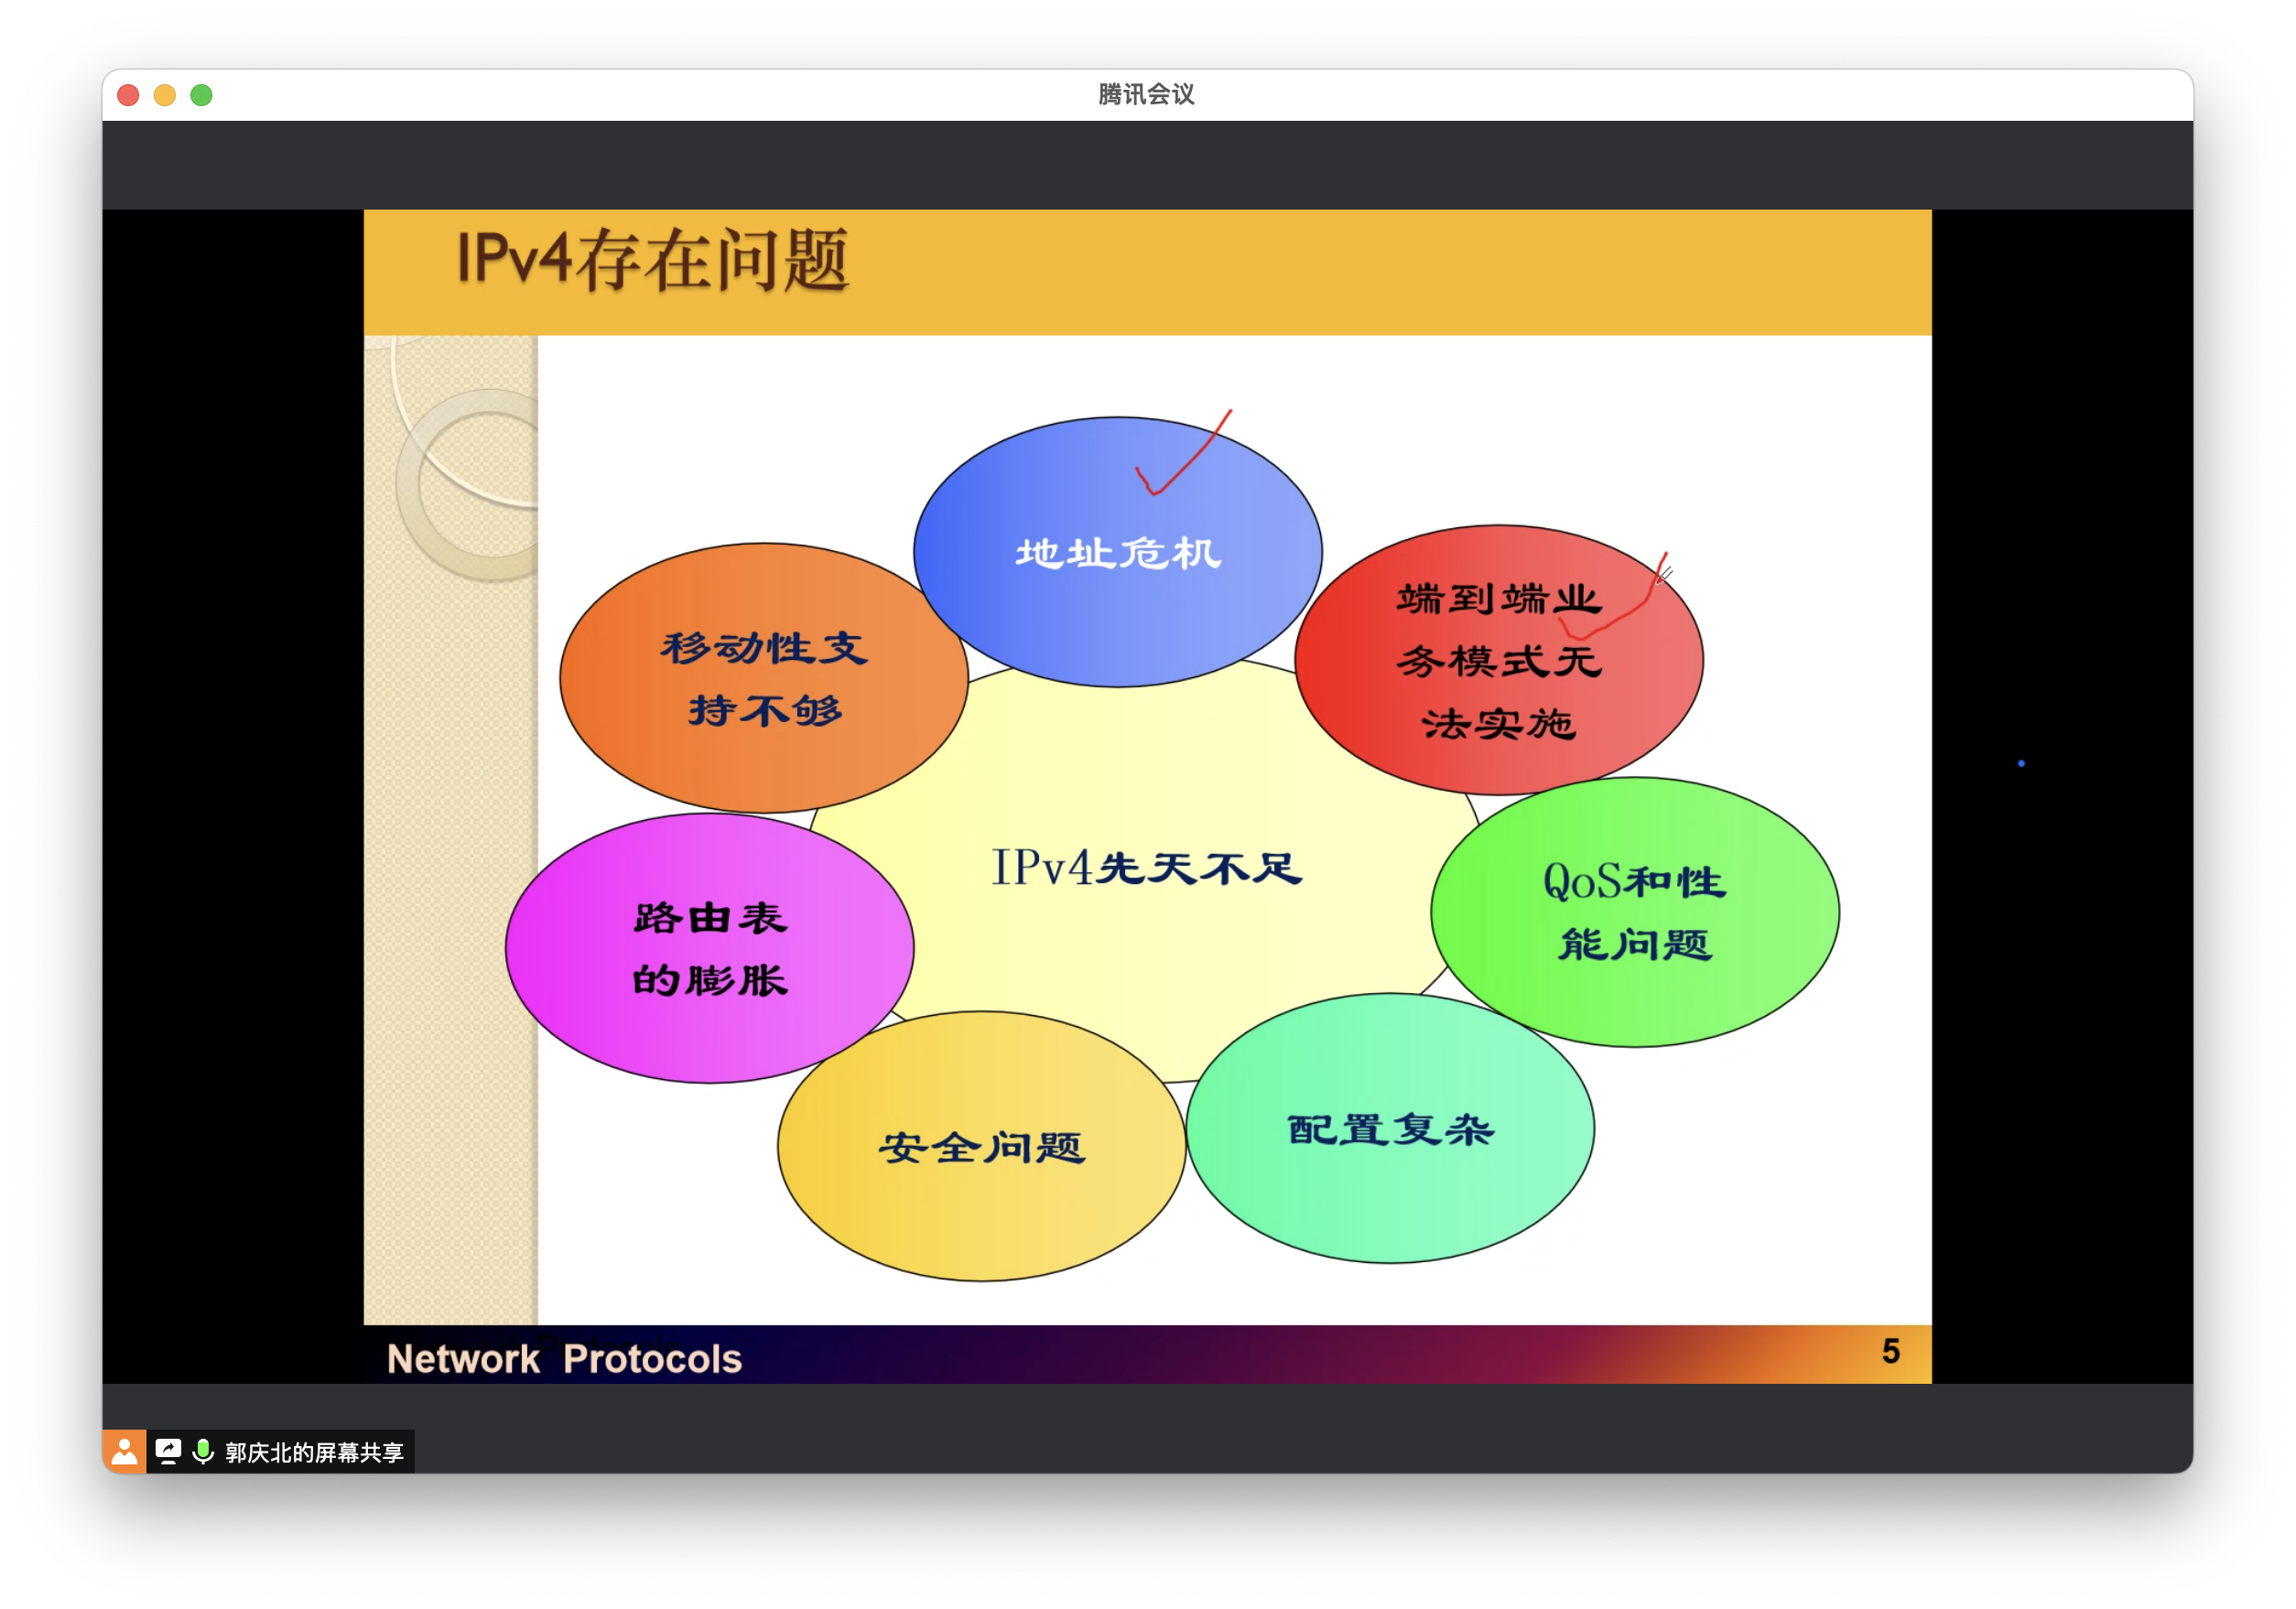 腾讯会议
IPv4存在问题
地址危机
端到端业
务模式无
法实施
移动性支
持不够
IPv4先天不足
QoS和性
能问题
路由表
的膨胀
配置复杂
安全问题
Network Protocols
5
郭庆北的屏幕共享